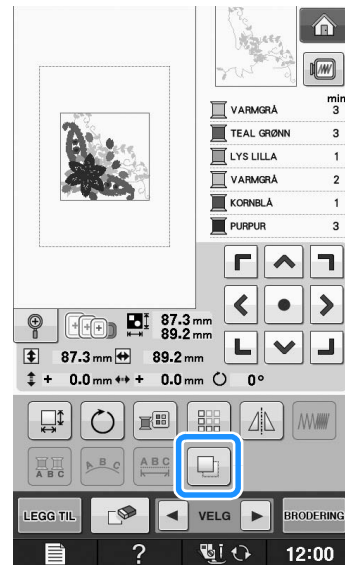 min
VARMGRÅ 3
TEAL GRØNN 3
LYS LILLA 1
VARMGRÅ 2
KORNBLÅ 1
PURPUR 3
87.3 mm
89.2 mm
87.3 mm 89.2 mm
+ 0.0 mm + 0.0 mm 0°
A B C A B C A B C
LEGG TIL VELG BRODERING
? 12:00